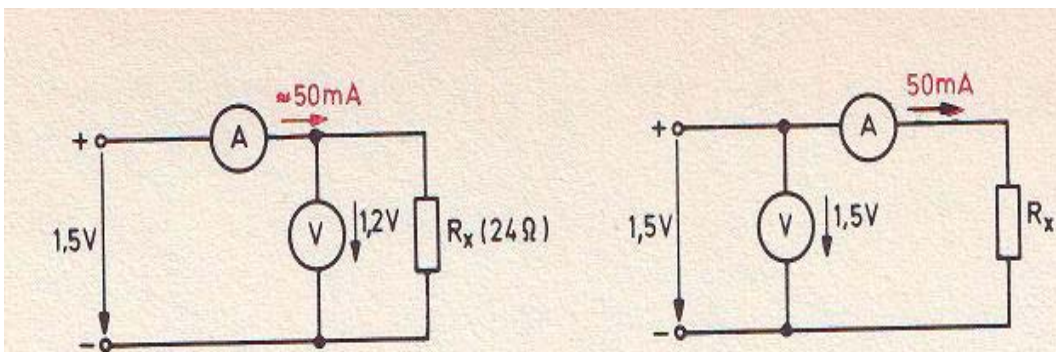 ≈50mA
+
A
1,5V
V
1,2V
Rx (24Ω)
-
50mA
+
A
1,5V
V
1,5V
Rx
-